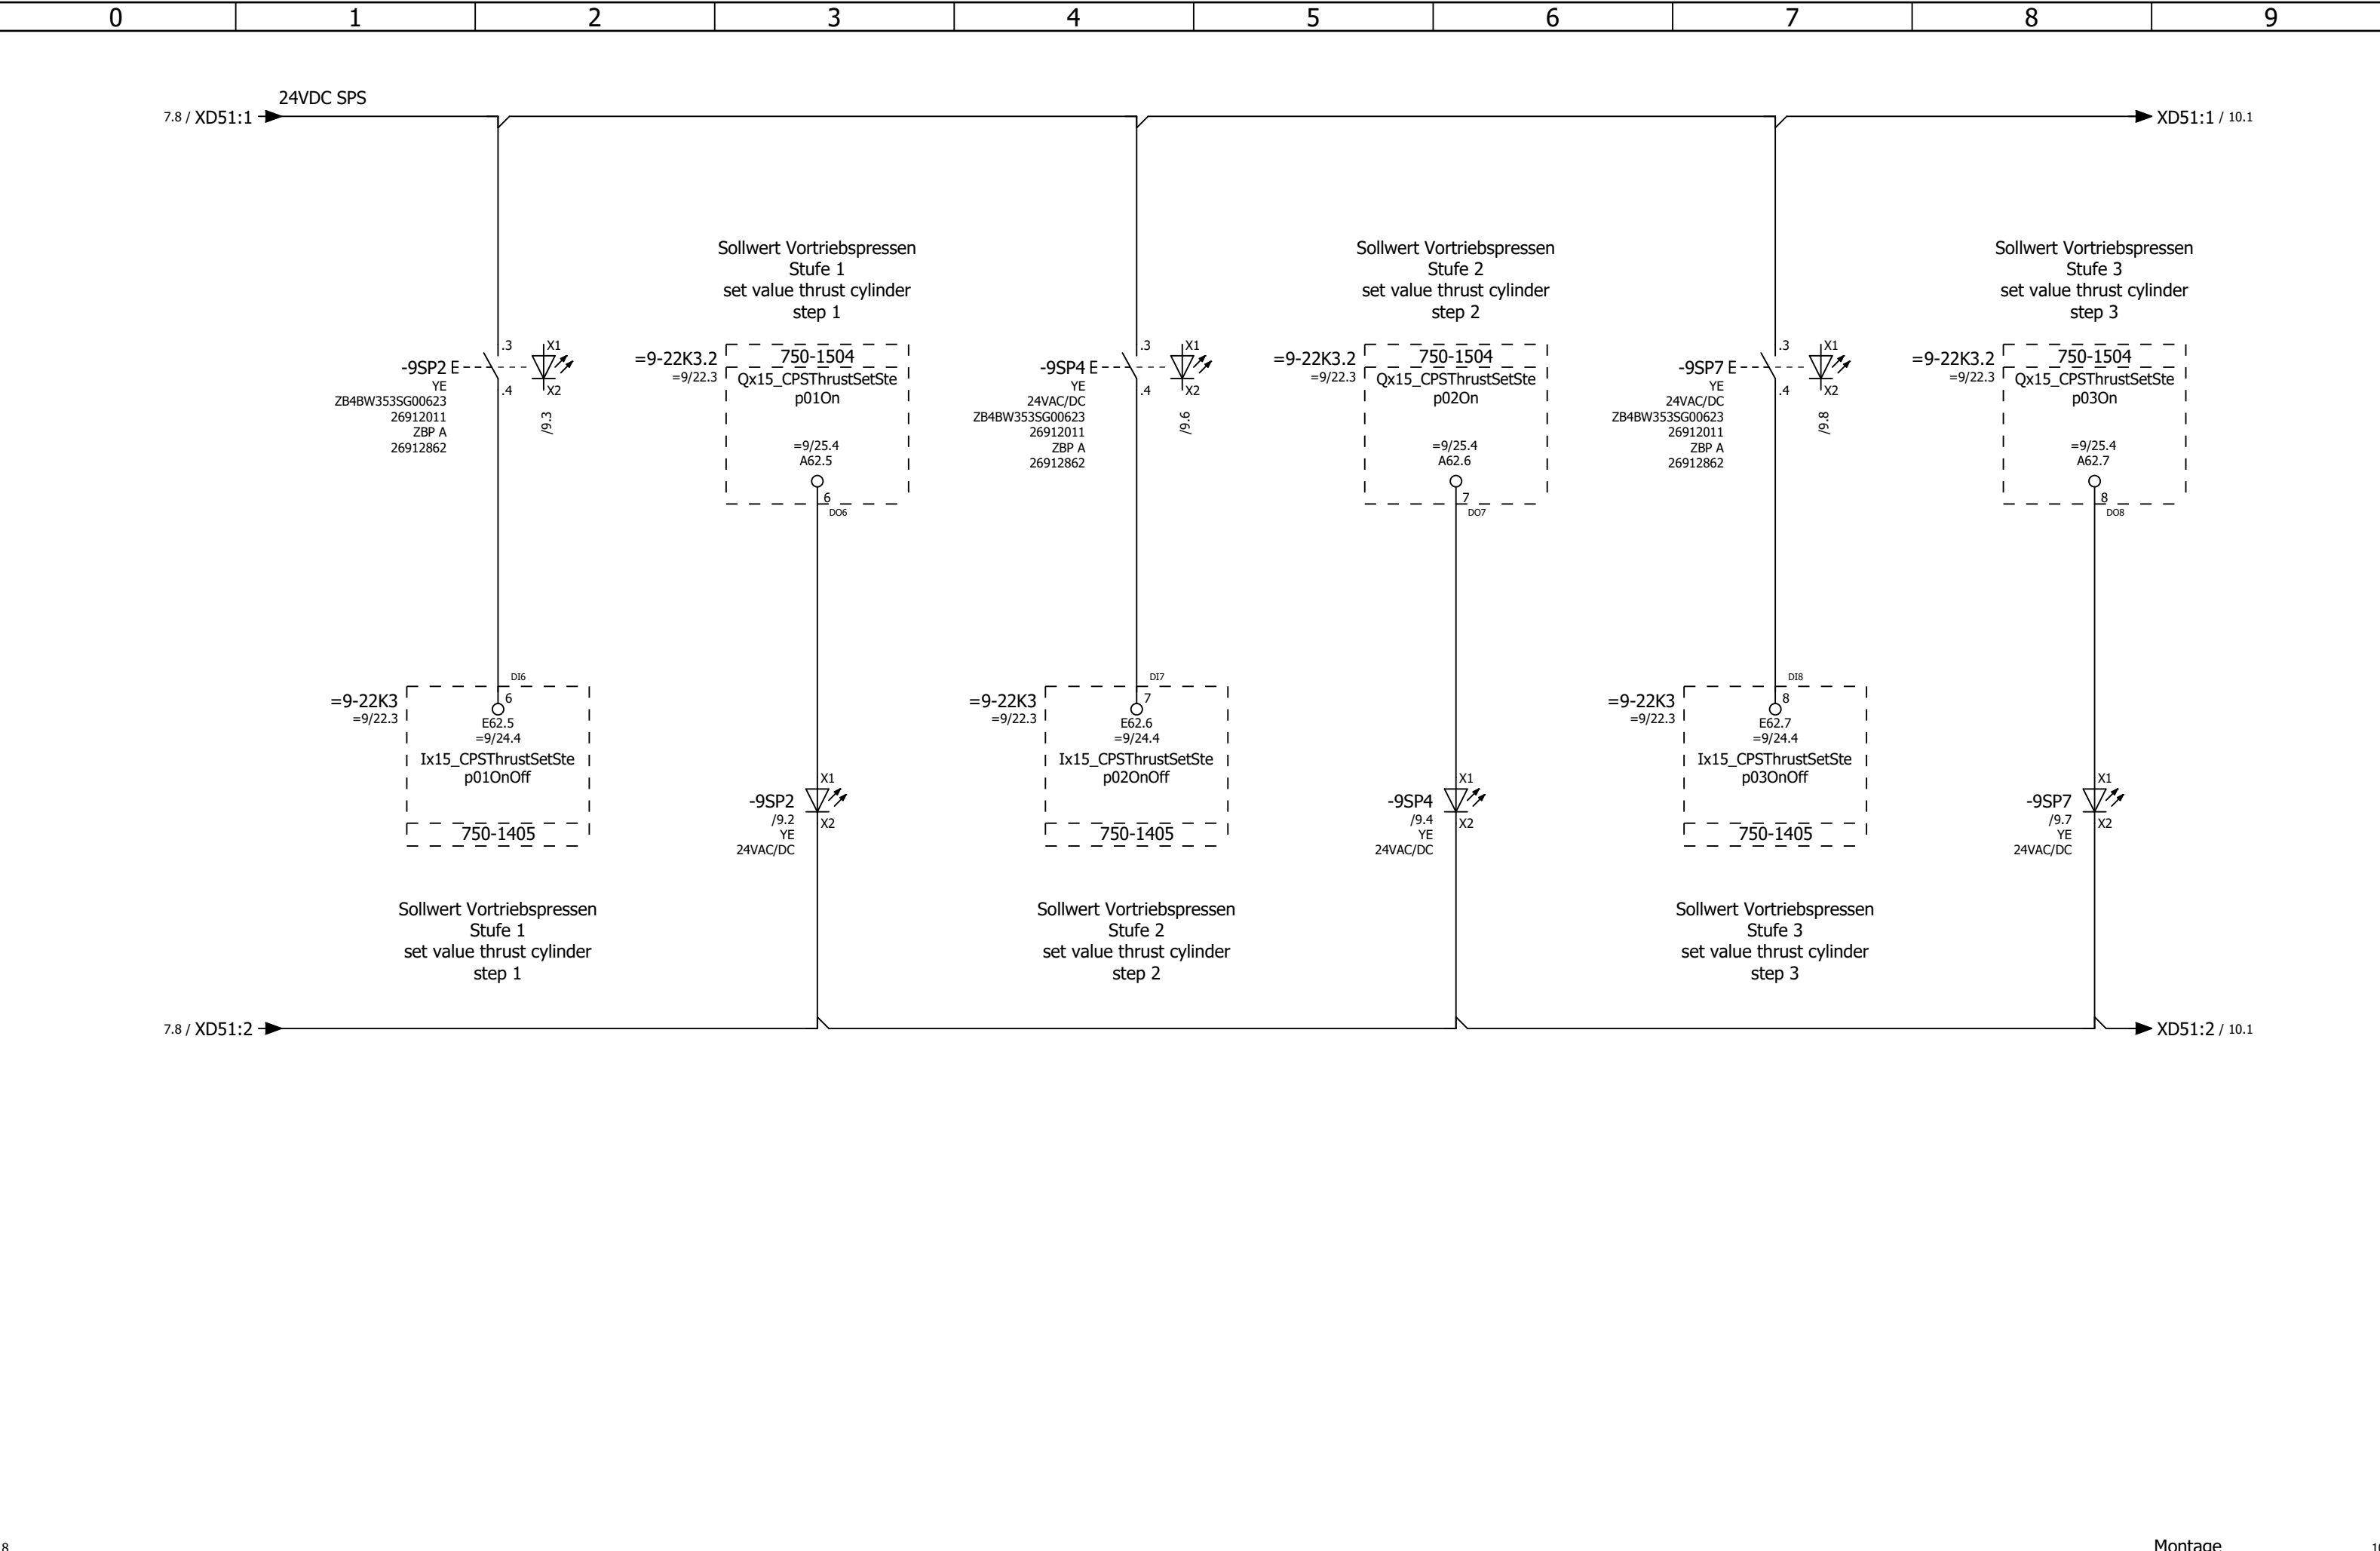 0 1 2 3 4 5 6 7 8 9
24VDC SPS
7.8 / XD51:1
XD51:1 / 10.1
Sollwert Vortriebspressen
Stufe 1
set value thrust cylinder
step 1
Sollwert Vortriebspressen
Stufe 2
set value thrust cylinder
step 2
Sollwert Vortriebspressen
Stufe 3
set value thrust cylinder
step 3
-9SP2 E
YE
ZB4BW353SG00623
26912011
ZBP A
26912862
.3
.4
X1
X2
/9.3
=9-22K3.2
=9/22.3
750-1504
Qx15_CPSThrustSetSte
p01On
=9/25.4
A62.5
6
DO6
-9SP4 E
YE
24VAC/DC
ZB4BW353SG00623
26912011
ZBP A
26912862
.3
.4
X1
X2
/9.6
=9-22K3.2
=9/22.3
750-1504
Qx15_CPSThrustSetSte
p02On
=9/25.4
A62.6
7
DO7
-9SP7 E
YE
24VAC/DC
ZB4BW353SG00623
26912011
ZBP A
26912862
.3
.4
X1
X2
/9.8
=9-22K3.2
=9/22.3
750-1504
Qx15_CPSThrustSetSte
p03On
=9/25.4
A62.7
8
DO8
=9-22K3
=9/22.3
DI6
6
E62.5
=9/24.4
Ix15_CPSThrustSetSte
p01OnOff
750-1405
-9SP2
/9.2
YE
24VAC/DC
X1
X2
=9-22K3
=9/22.3
DI7
7
E62.6
=9/24.4
Ix15_CPSThrustSetSte
p02OnOff
750-1405
-9SP4
/9.4
YE
24VAC/DC
X1
X2
=9-22K3
=9/22.3
DI8
8
E62.7
=9/24.4
Ix15_CPSThrustSetSte
p03OnOff
750-1405
-9SP7
/9.7
YE
24VAC/DC
X1
X2
Sollwert Vortriebspressen
Stufe 1
set value thrust cylinder
step 1
Sollwert Vortriebspressen
Stufe 2
set value thrust cylinder
step 2
Sollwert Vortriebspressen
Stufe 3
set value thrust cylinder
step 3
7.8 / XD51:2
XD51:2 / 10.1
8
Montage